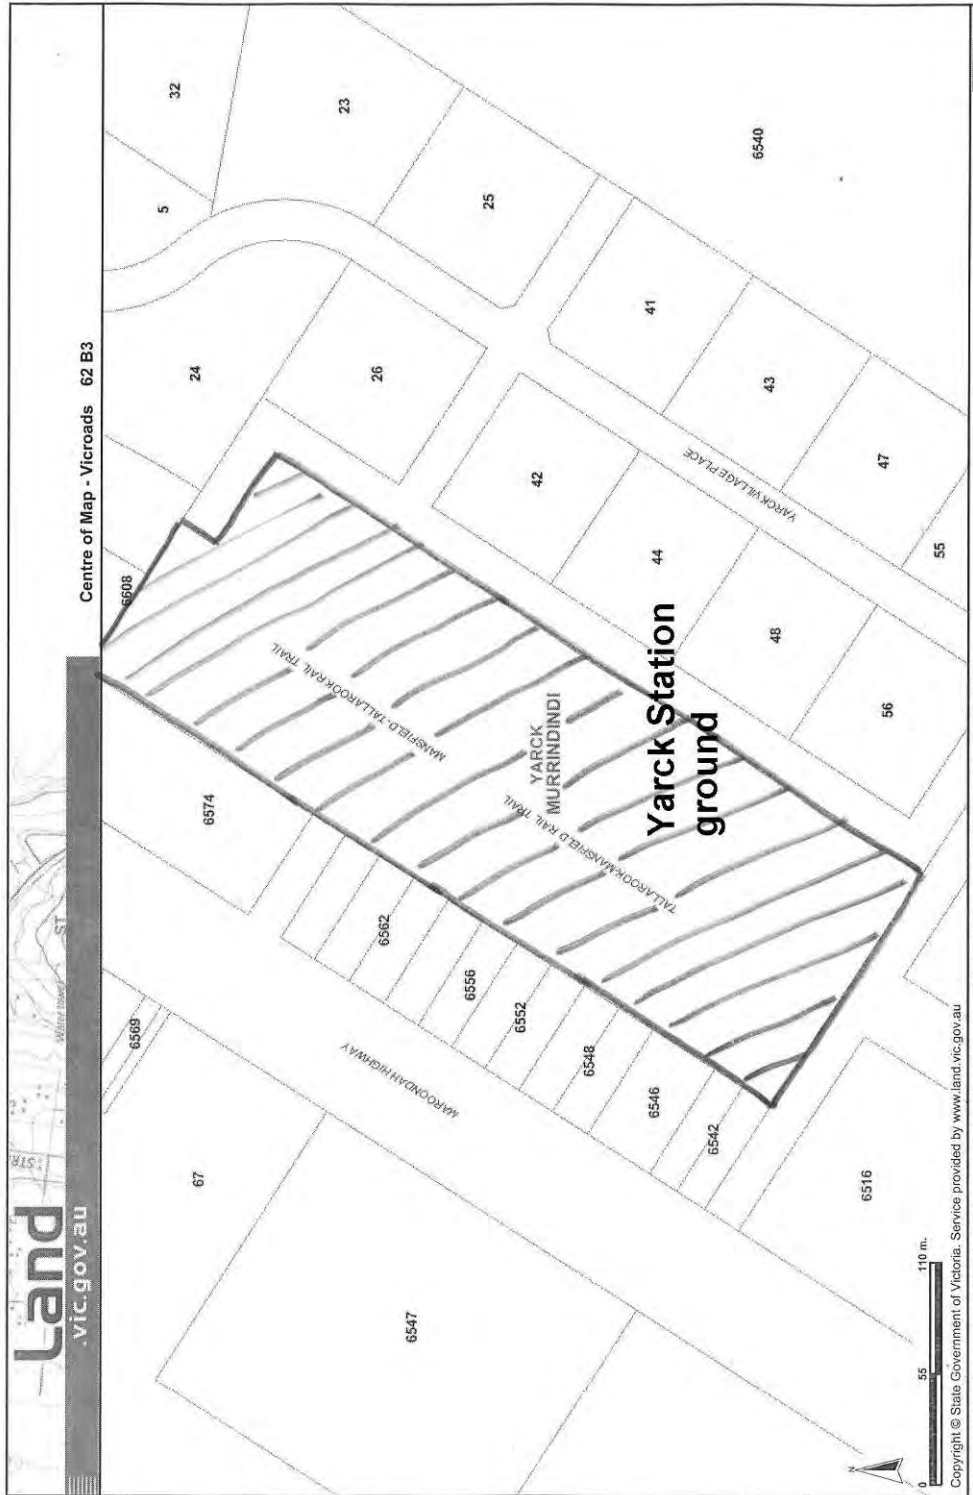 Land
.vic.gov.au
STR
ST
Centre of Map - Vicroads 62 B3
6569
6574
6608
24
5
32
67
23
26
25
6562
6556
6552
6548
6546
6542
6547
6516
MAROONDAH HIGHWAY
MANSFIELD-TALLAROOK RAIL TRAIL
TALLAROOK-MANSFIELD RAIL TRAIL
YARCK
MURRINDINDI
Yarck Station
ground
42
41
44
43
48
47
56
55
6540
YARCK VILLAGE PLACE
N
0 55 110 m.
Copyright © State Government of Victoria. Service provided by www.land.vic.gov.au